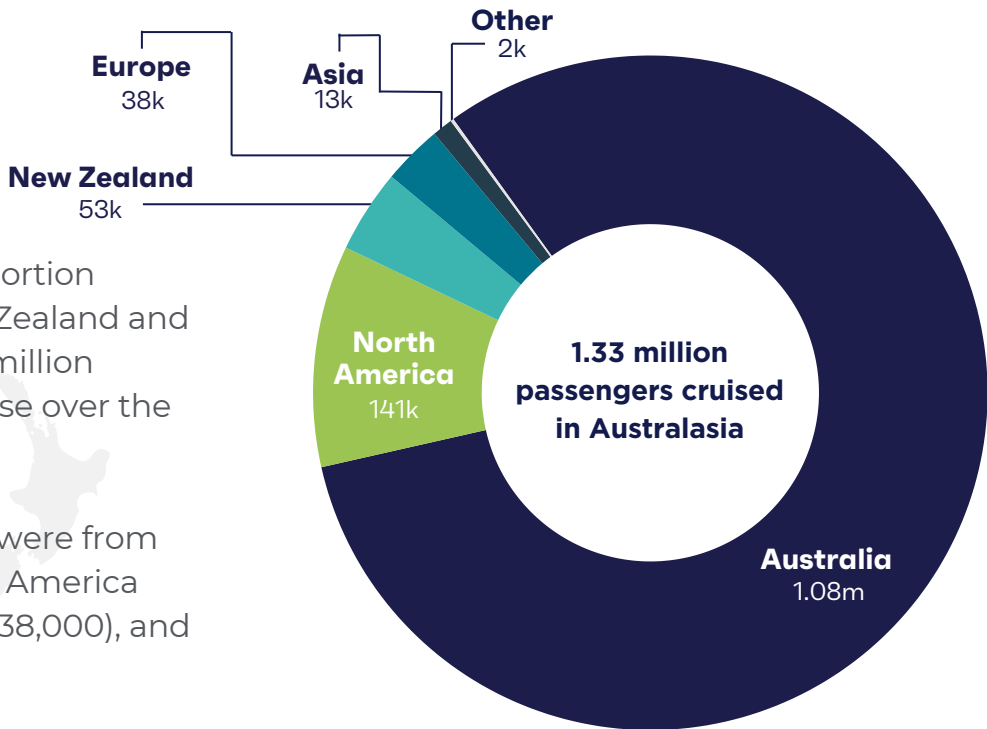 Other
2k
Europe
38k
Asia
13k
New Zealand
53k
ortion
Zealand and
million
se over the
were from
America
38,000), and
North
America
141k
1.33 million
passengers cruised
in Australasia
Australia
1.08m